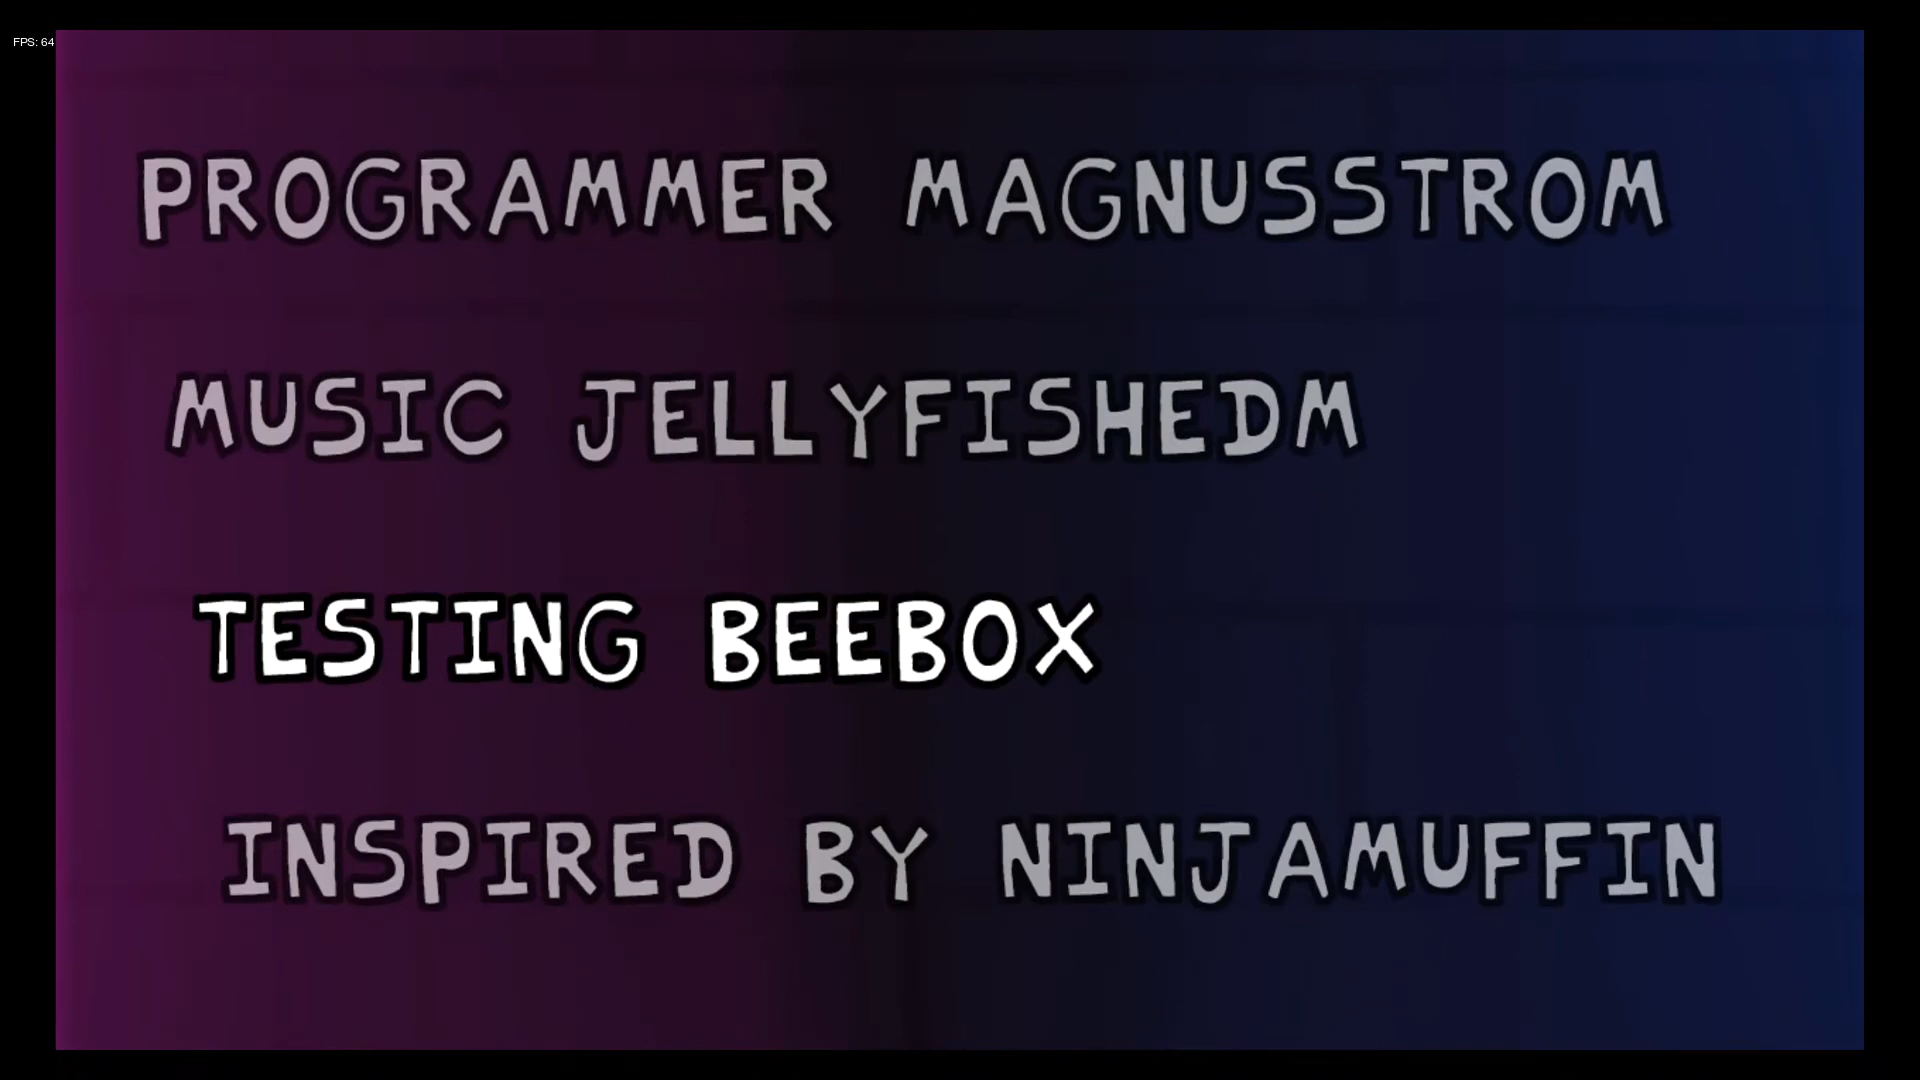 FPS: 64
PROGRAMMER MAGNUSSTROM
MUSIC JELLYFISHEDM
TESTING BEEBOX
INSPIRED BY NINJAMUFFIN